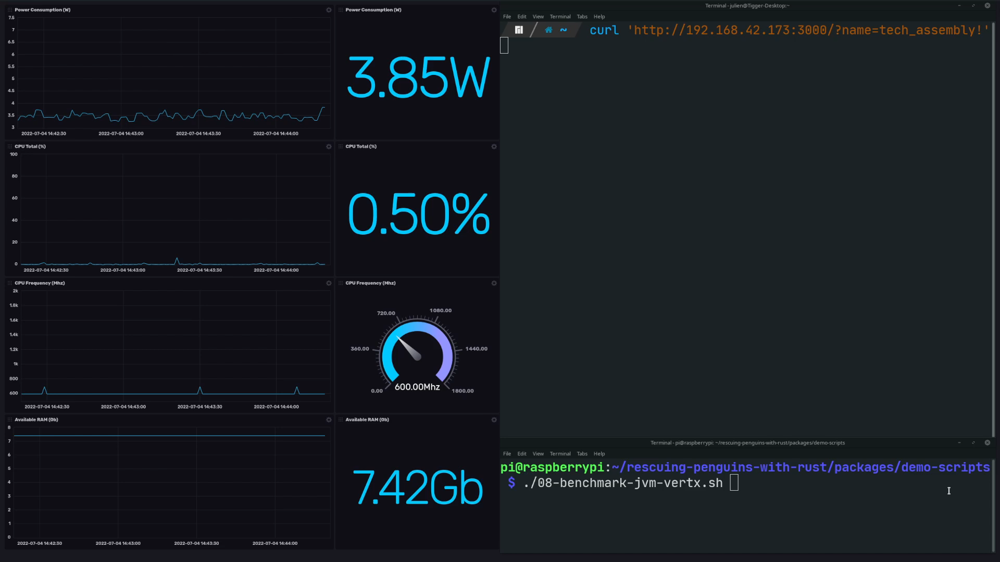 Power Consumption (W)
7.5
7
6.5
6
5.5
5
4.5
4
3.5
3
2022-07-04 14:42:30
2022-07-04 14:43:00
2022-07-04 14:43:30
2022-07-04 14:44:00
Power Consumption (W)
3.85W
CPU Total (%)
100
80
60
40
20
0
2022-07-04 14:42:30
2022-07-04 14:43:00
2022-07-04 14:43:30
2022-07-04 14:44:00
CPU Total (%)
0.50%
CPU Frequency (Mhz)
2k
1.8k
1.6k
1.4k
1.2k
1k
800
600
2022-07-04 14:42:30
2022-07-04 14:43:00
2022-07-04 14:43:30
2022-07-04 14:44:00
CPU Frequency (Mhz)
0.00
360.00
720.00
1080.00
1440.00
1800.00
600.00Mhz
Available RAM (Gb)
8
7
6
5
4
3
2
1
0
2022-07-04 14:42:30
2022-07-04 14:43:00
2022-07-04 14:43:30
2022-07-04 14:44:00
Available RAM (Gb)
7.42Gb
Terminal - julien@Tigger-Desktop:~
File Edit View Terminal Tabs Help
~ curl 'http://192.168.42.173:3000/?name=tech_assembly!'
Terminal - pi@raspberrypi: ~/rescuing-penguins-with-rust/packages/demo-scripts
File Edit View Terminal Tabs Help
pi@raspberrypi:~/rescuing-penguins-with-rust/packages/demo-scripts
$ ./08-benchmark-jvm-vertx.sh